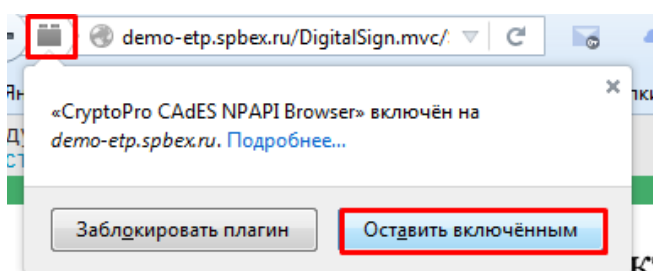 demo-etp.spbex.ru/DigitalSign.mvc/
«CryptoPro CAdES NPAPI Browser» включён на
demo-etp.spbex.ru. Подробнее...
Заблокировать плагин Оставить включённым